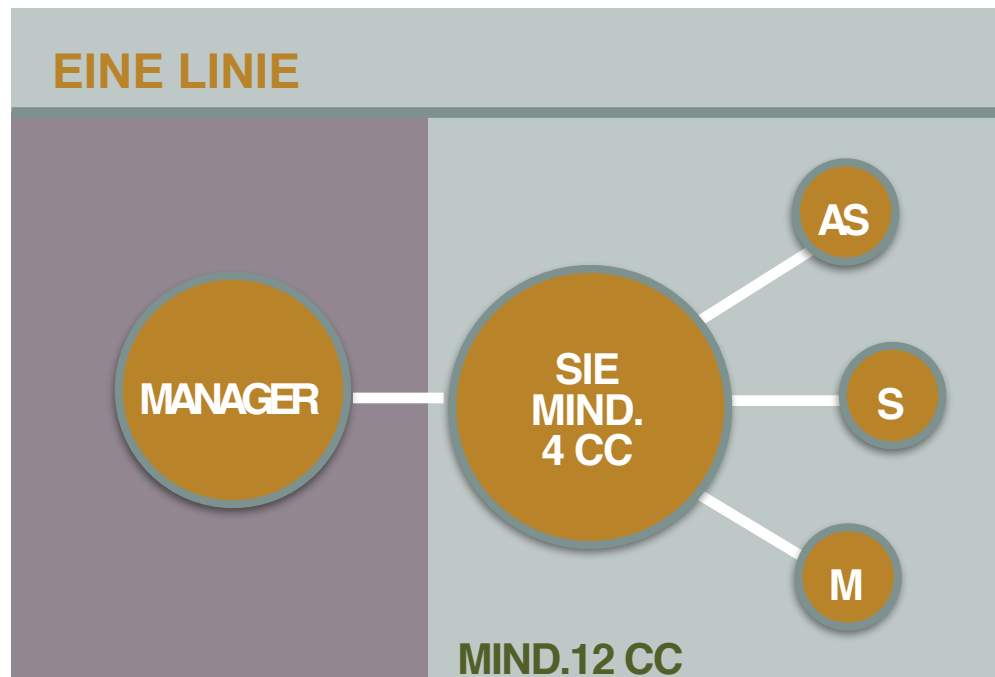 EINE LINIE
MANAGER
SIE
MIND.
4 CC
AS
S
M
MIND.12 CC